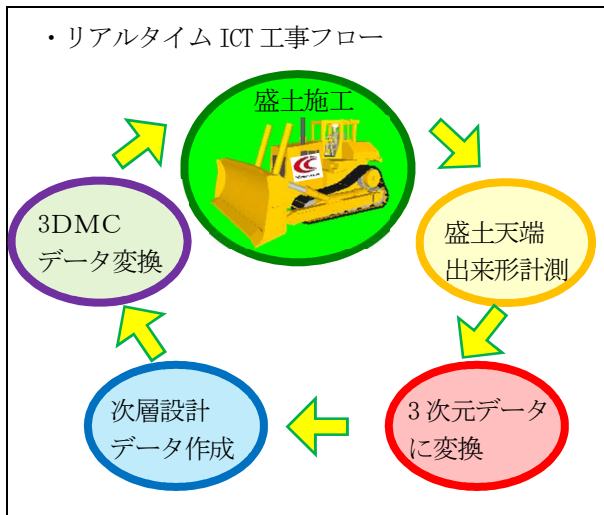 ・リアルタイム ICT 工事フロー
盛土施工
盛土天端
出来形計測
3次元データ
に変換
次層設計
データ作成
3DMC
データ変換